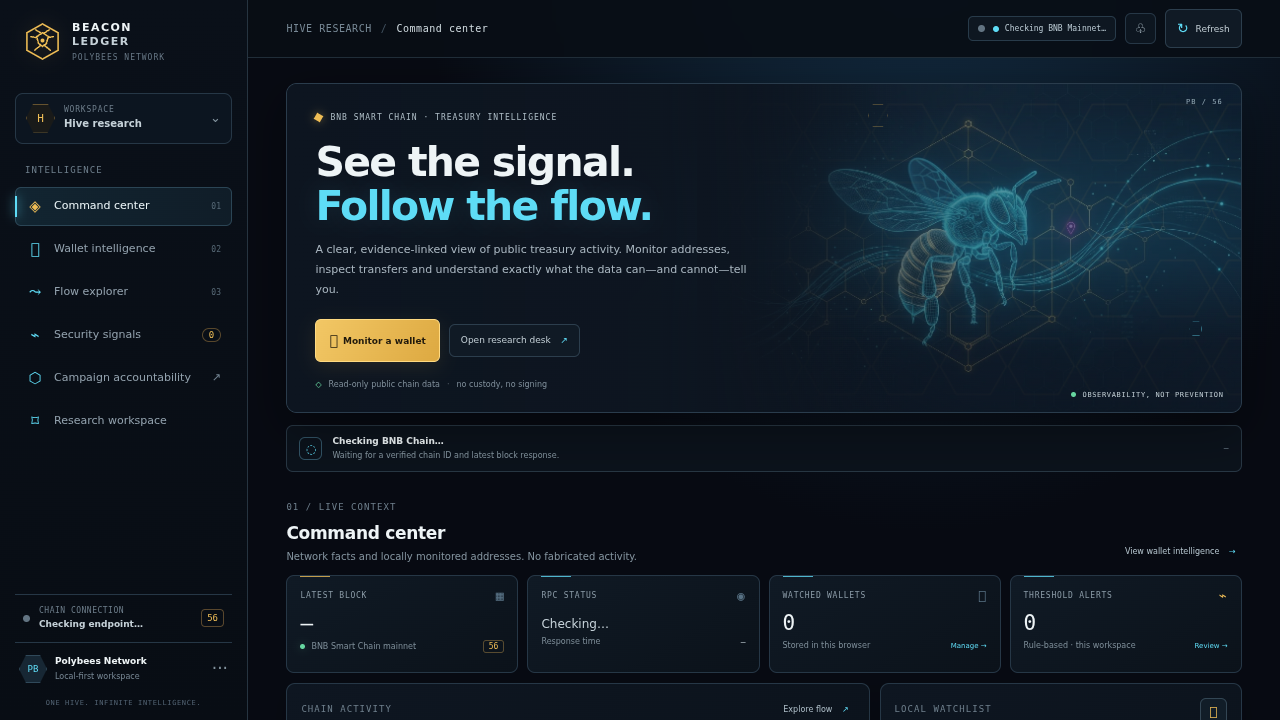 BEACON
LEDGER
POLYBEES NETWORK
H
WORKSPACE
Hive research
INTELLIGENCE
Command center 01
Wallet intelligence 02
Flow explorer 03
Security signals 0
Campaign accountability ↗
Research workspace
CHAIN CONNECTION
Checking endpoint… 56
PB
Polybees Network
Local-first workspace
ONE HIVE. INFINITE INTELLIGENCE.
HIVE RESEARCH / Command center
Checking BNB Mainnet…
↻ Refresh
PB / 56
BNB SMART CHAIN · TREASURY INTELLIGENCE
See the signal.
Follow the flow.
A clear, evidence-linked view of public treasury activity. Monitor addresses,
inspect transfers and understand exactly what the data can—and cannot—tell
you.
Monitor a wallet
Open research desk ↗
◇ Read-only public chain data · no custody, no signing
OBSERVABILITY, NOT PREVENTION
Checking BNB Chain…
Waiting for a verified chain ID and latest block response.
—
01 / LIVE CONTEXT
Command center
Network facts and locally monitored addresses. No fabricated activity.
View wallet intelligence →
LATEST BLOCK
—
BNB Smart Chain mainnet 56
RPC STATUS
Checking…
Response time —
WATCHED WALLETS
0
Stored in this browser Manage →
THRESHOLD ALERTS
0
Rule-based · this workspace Review →
CHAIN ACTIVITY
Explore flow ↗
LOCAL WATCHLIST